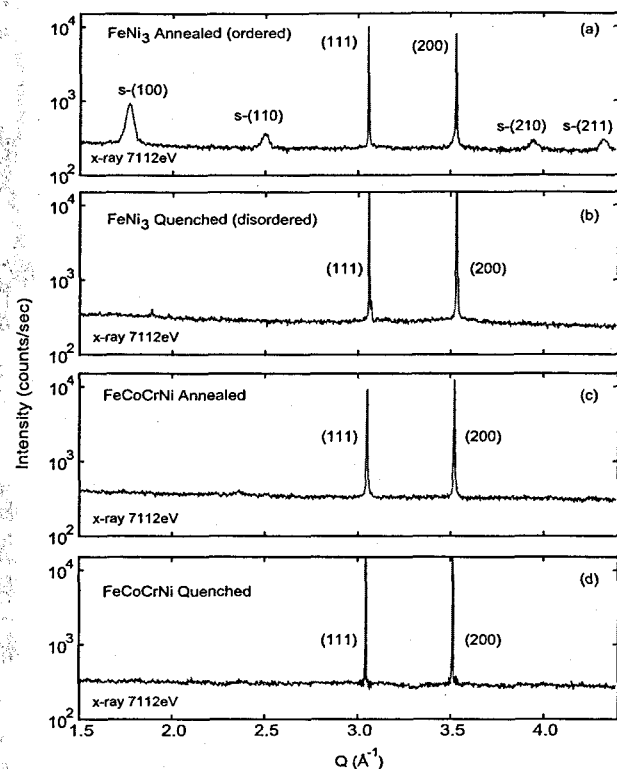 FeNi₃ Annealed (ordered)
(a)
s-(100)
s-(110)
(111)
(200)
s-(210)
s-(211)
x-ray 7112eV
10⁴
10³
10²
FeNi₃ Quenched (disordered)
(b)
(111)
(200)
x-ray 7112eV
10⁴
10³
10²
FeCoCrNi Annealed
(c)
(111)
(200)
x-ray 7112eV
10⁴
10³
10²
FeCoCrNi Quenched
(d)
(111)
(200)
x-ray 7112eV
10⁴
10³
10²
1.5 2.0 2.5 3.0 3.5 4.0
Q (Å⁻¹)
Intensity (counts/sec)